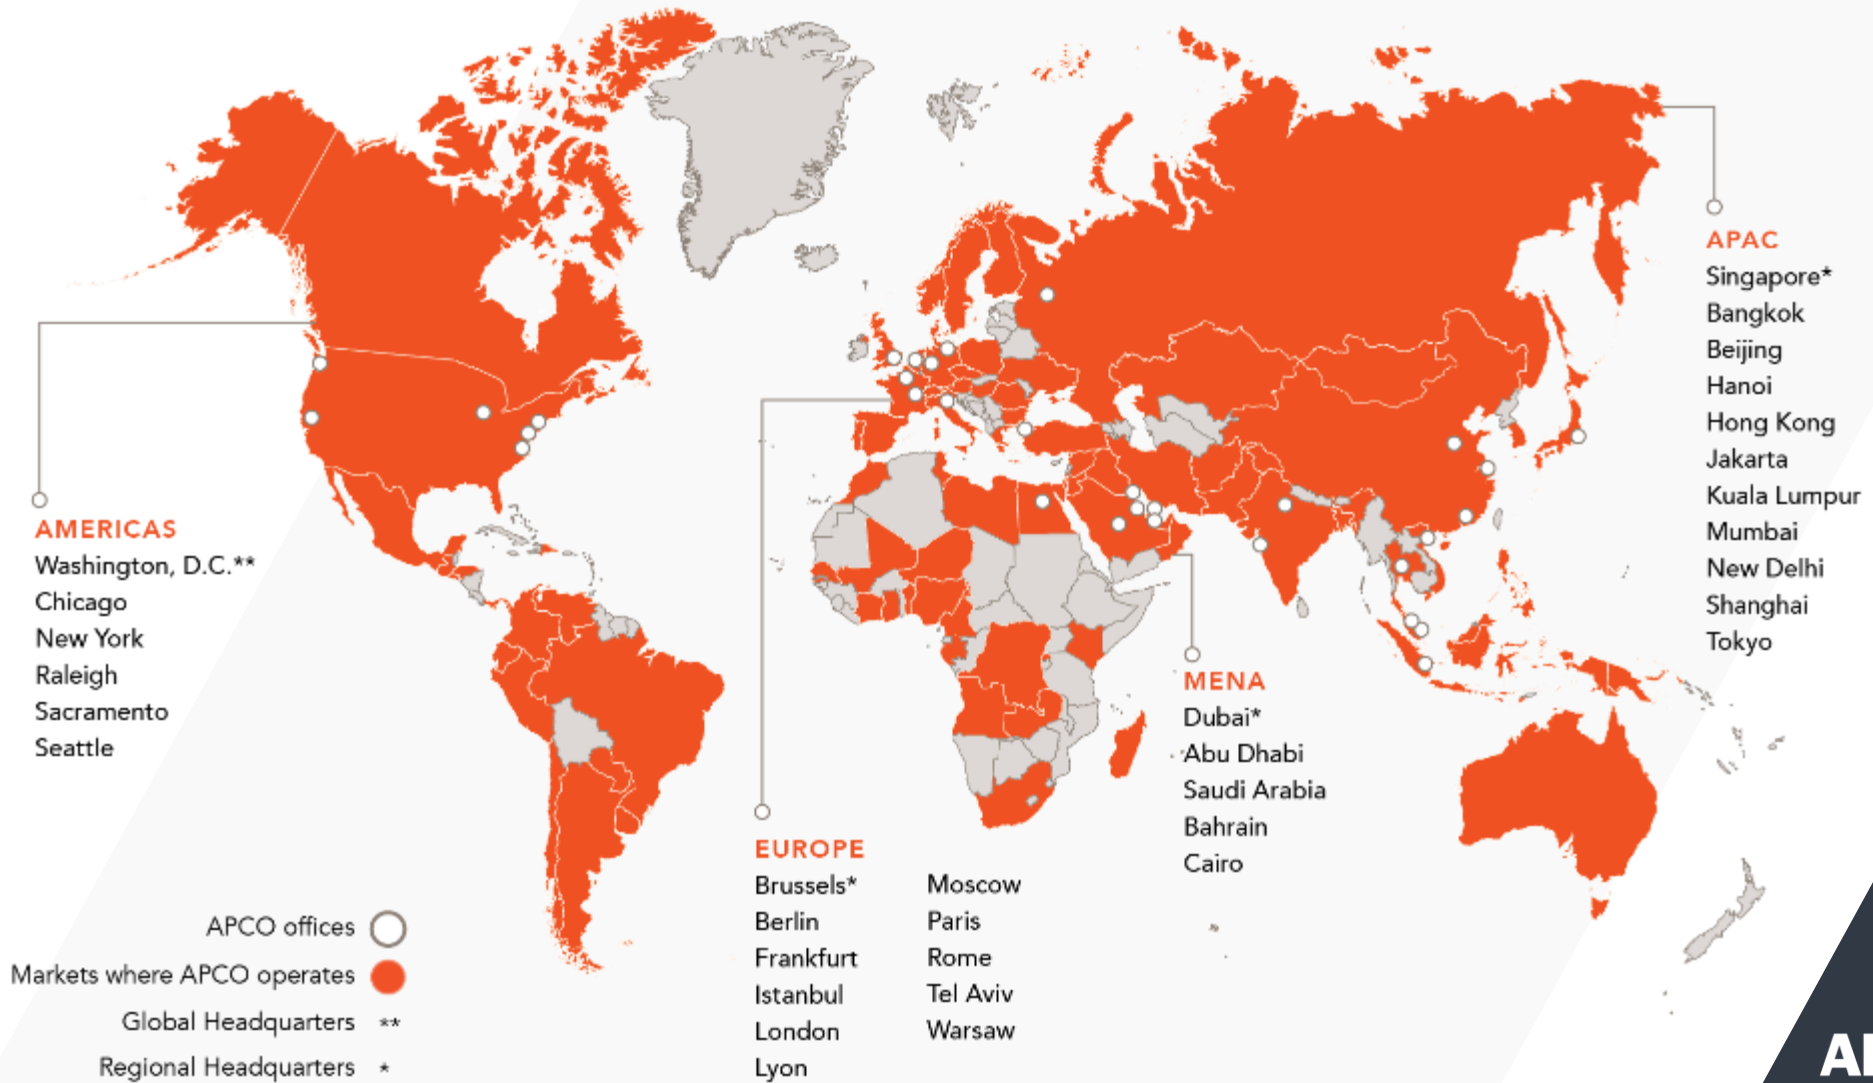 AMERICAS
Washington, D.C.**
Chicago
New York
Raleigh
Sacramento
Seattle
APCO offices
Markets where APCO operates
Global Headquarters **
Regional Headquarters *
EUROPE
Brussels*
Berlin
Frankfurt
Istanbul
London
Lyon
Moscow
Paris
Rome
Tel Aviv
Warsaw
MENA
Dubai*
Abu Dhabi
Saudi Arabia
Bahrain
Cairo
APAC
Singapore*
Bangkok
Beijing
Hanoi
Hong Kong
Jakarta
Kuala Lumpur
Mumbai
New Delhi
Shanghai
Tokyo